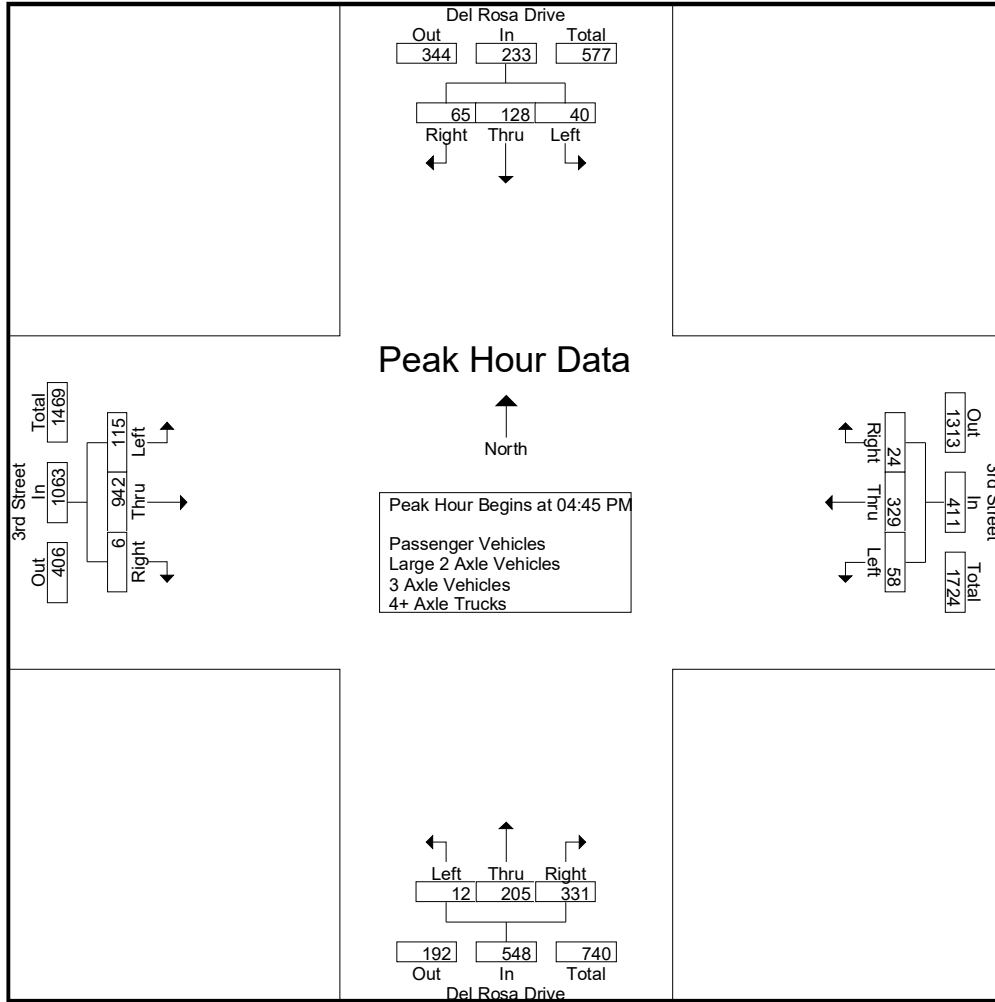 Del Rosa Drive
Out In Total
344 233 577
65 128 40
Right Thru Left
Peak Hour Data
North
Peak Hour Begins at 04:45 PM
Passenger Vehicles
Large 2 Axle Vehicles
3 Axle Vehicles
4+ Axle Trucks
3rd Street
Out In Total
406 1063 1469
Right Thru Left
6 942 115
3rd Street
Out In Total
1313 411 1724
Right Thru Left
24 329 58
Left Thru Right
12 205 331
192 548 740
Out In Total
Del Rosa Drive